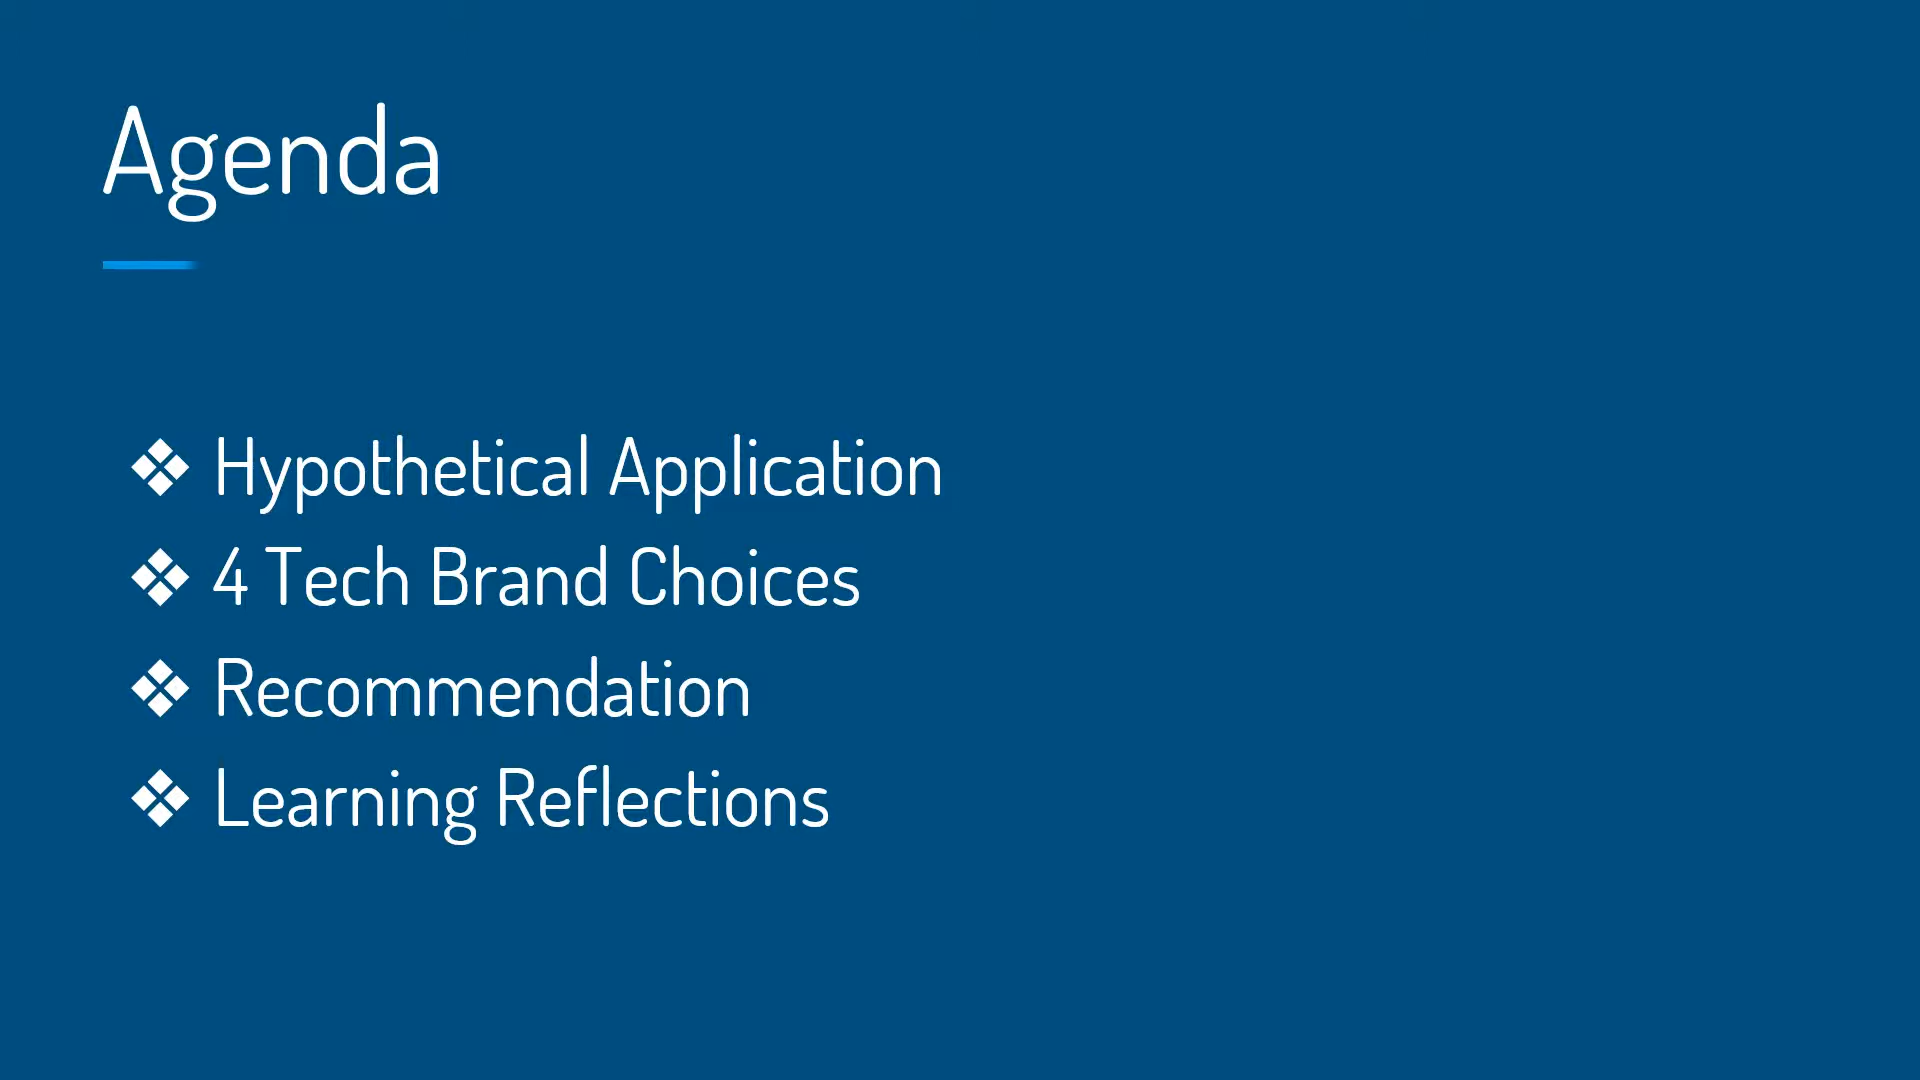 Agenda
❖ Hypothetical Application
❖ 4 Tech Brand Choices
❖ Recommendation
❖ Learning Reflections